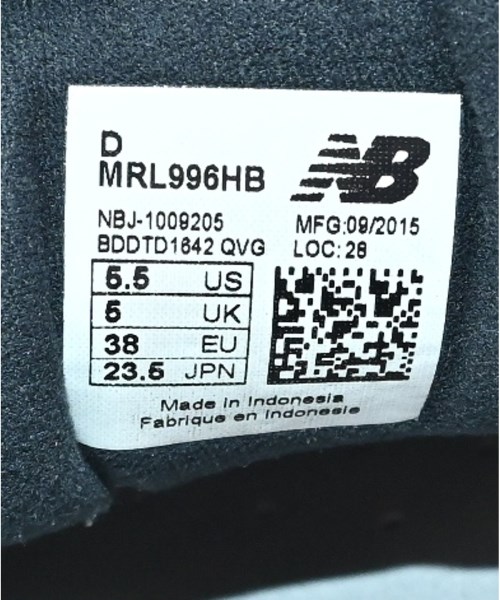 D
MRL996HB
NB
NBJ-1009205
MFG:09/2015
BDDTD1642 QVG
LOC: 28
5.5 US
5 UK
38 EU
23.5 JPN
Made in Indonesia
Fabrique en Indonesie